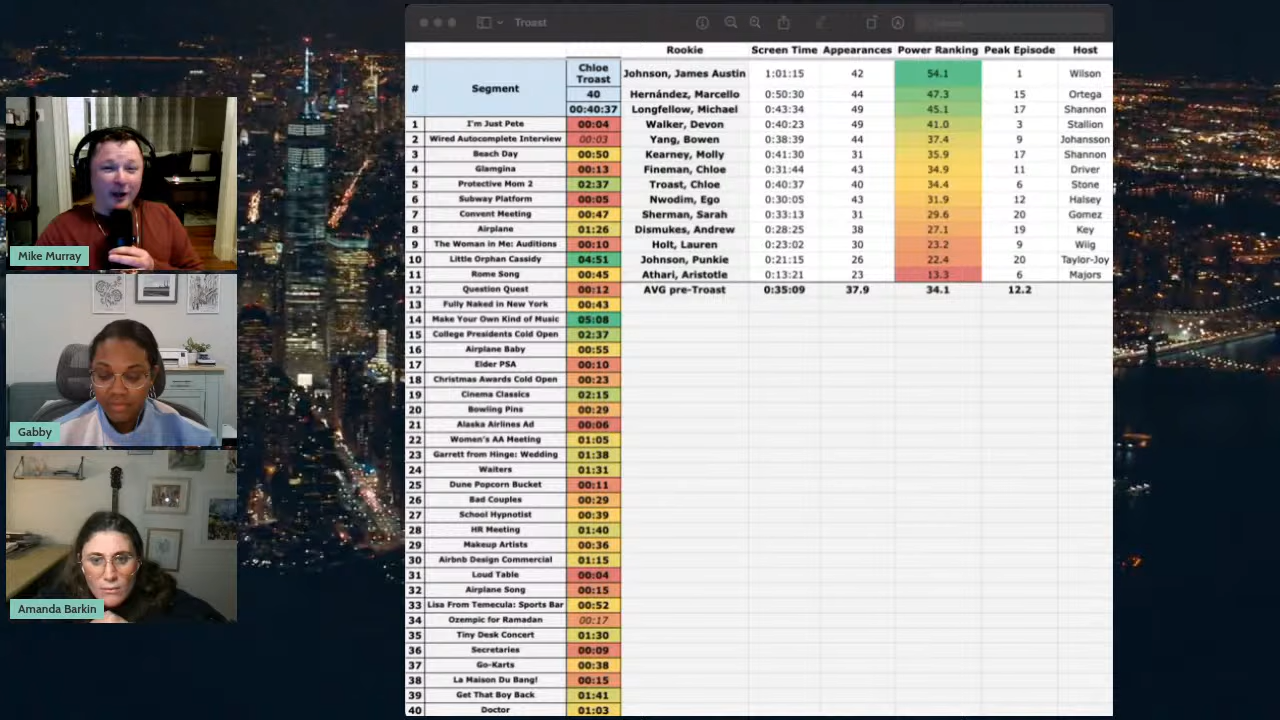 Troast
Rookie Screen Time Appearances Power Ranking Peak Episode Host
# Segment Chloe Troast
40
00:40:37
Johnson, James Austin 1:01:15 42 54.1 1 Wilson
Hernández, Marcello 0:50:30 44 47.3 15 Ortega
Longfellow, Michael 0:43:34 49 45.1 17 Shannon
1 I'm Just Pete 00:04 Walker, Devon 0:40:23 49 41.0 3 Stallion
2 Wired Autocomplete Interview 00:03 Yang, Bowen 0:38:39 44 37.4 9 Johansson
3 Beach Day 00:50 Kearney, Molly 0:41:30 31 35.9 17 Shannon
4 Glamgina 00:13 Fineman, Chloe 0:31:44 43 34.9 11 Driver
5 Protective Mom 2 02:37 Troast, Chloe 0:40:37 40 34.4 6 Stone
6 Subway Platform 00:05 Nwodim, Ego 0:30:05 43 31.9 12 Halsey
7 Convent Meeting 00:47 Sherman, Sarah 0:33:13 31 29.6 20 Gomez
8 Airplane 01:26 Dismukes, Andrew 0:28:25 38 27.1 19 Key
9 The Woman in Me: Auditions 00:10 Holt, Lauren 0:23:02 30 23.2 9 Wiig
10 Little Orphan Cassidy 04:51 Johnson, Punkie 0:21:15 26 22.4 20 Taylor-Joy
11 Rome Song 00:45 Athari, Aristotle 0:13:21 23 13.3 6 Majors
12 Question Quest 00:12 AVG pre-Troast 0:35:09 37.9 34.1 12.2
13 Fully Naked in New York 00:43
14 Make Your Own Kind of Music 05:08
15 College Presidents Cold Open 02:37
16 Airplane Baby 00:55
17 Elder PSA 00:10
18 Christmas Awards Cold Open 00:23
19 Cinema Classics 02:15
20 Bowling Pins 00:29
21 Alaska Airlines Ad 00:06
22 Women's AA Meeting 01:05
23 Garrett from Hinge: Wedding 01:38
24 Waiters 01:31
25 Dune Popcorn Bucket 00:11
26 Bad Couples 00:29
27 School Hypnotist 00:39
28 HR Meeting 01:40
29 Makeup Artists 00:36
30 Airbnb Design Commercial 01:15
31 Loud Table 00:04
32 Airplane Song 00:15
33 Lisa From Temecula: Sports Bar 00:52
34 Ozempic for Ramadan 00:17
35 Tiny Desk Concert 01:30
36 Secretaries 00:09
37 Go-Karts 00:38
38 La Maison Du Bang! 00:15
39 Get That Boy Back 01:41
40 Doctor 01:03
Mike Murray
Gabby
Amanda Barkin